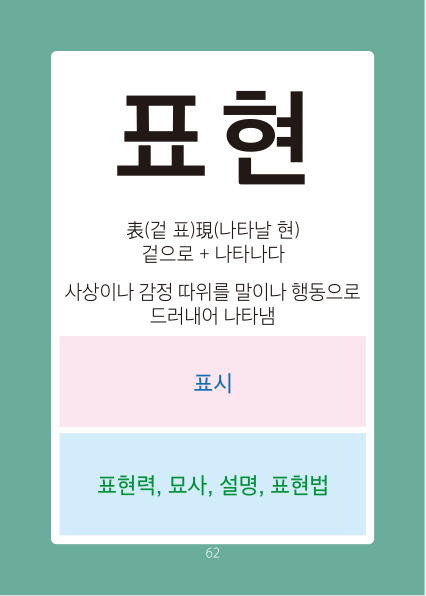 표현
表(겉 표)現(나타날 현)
겉으로 + 나타나다
사상이나 감정 따위를 말이나 행동으로
드러내어 나타냄
표시
표현력, 묘사, 설명, 표현법
62